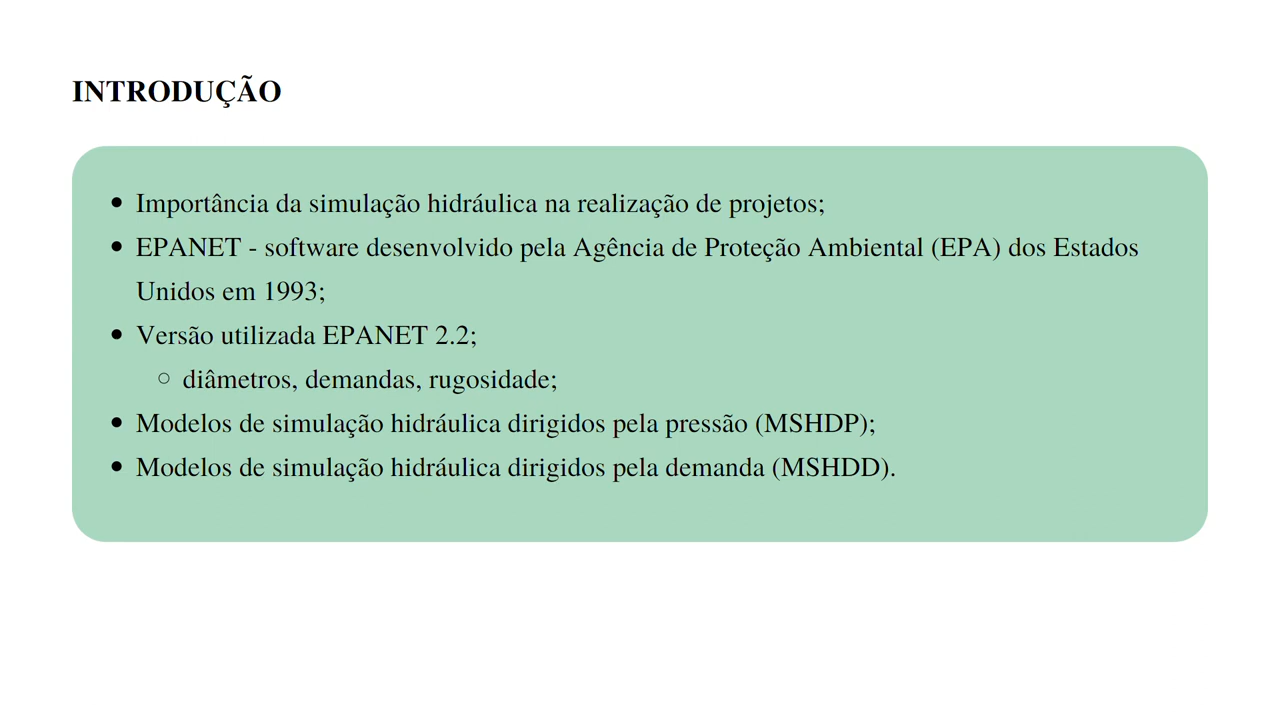 INTRODUÇÃO
• Importância da simulação hidráulica na realização de projetos;
• EPANET - software desenvolvido pela Agência de Proteção Ambiental (EPA) dos Estados
Unidos em 1993;
• Versão utilizada EPANET 2.2;
○ diâmetros, demandas, rugosidade;
• Modelos de simulação hidráulica dirigidos pela pressão (MSHDP);
• Modelos de simulação hidráulica dirigidos pela demanda (MSHDD).